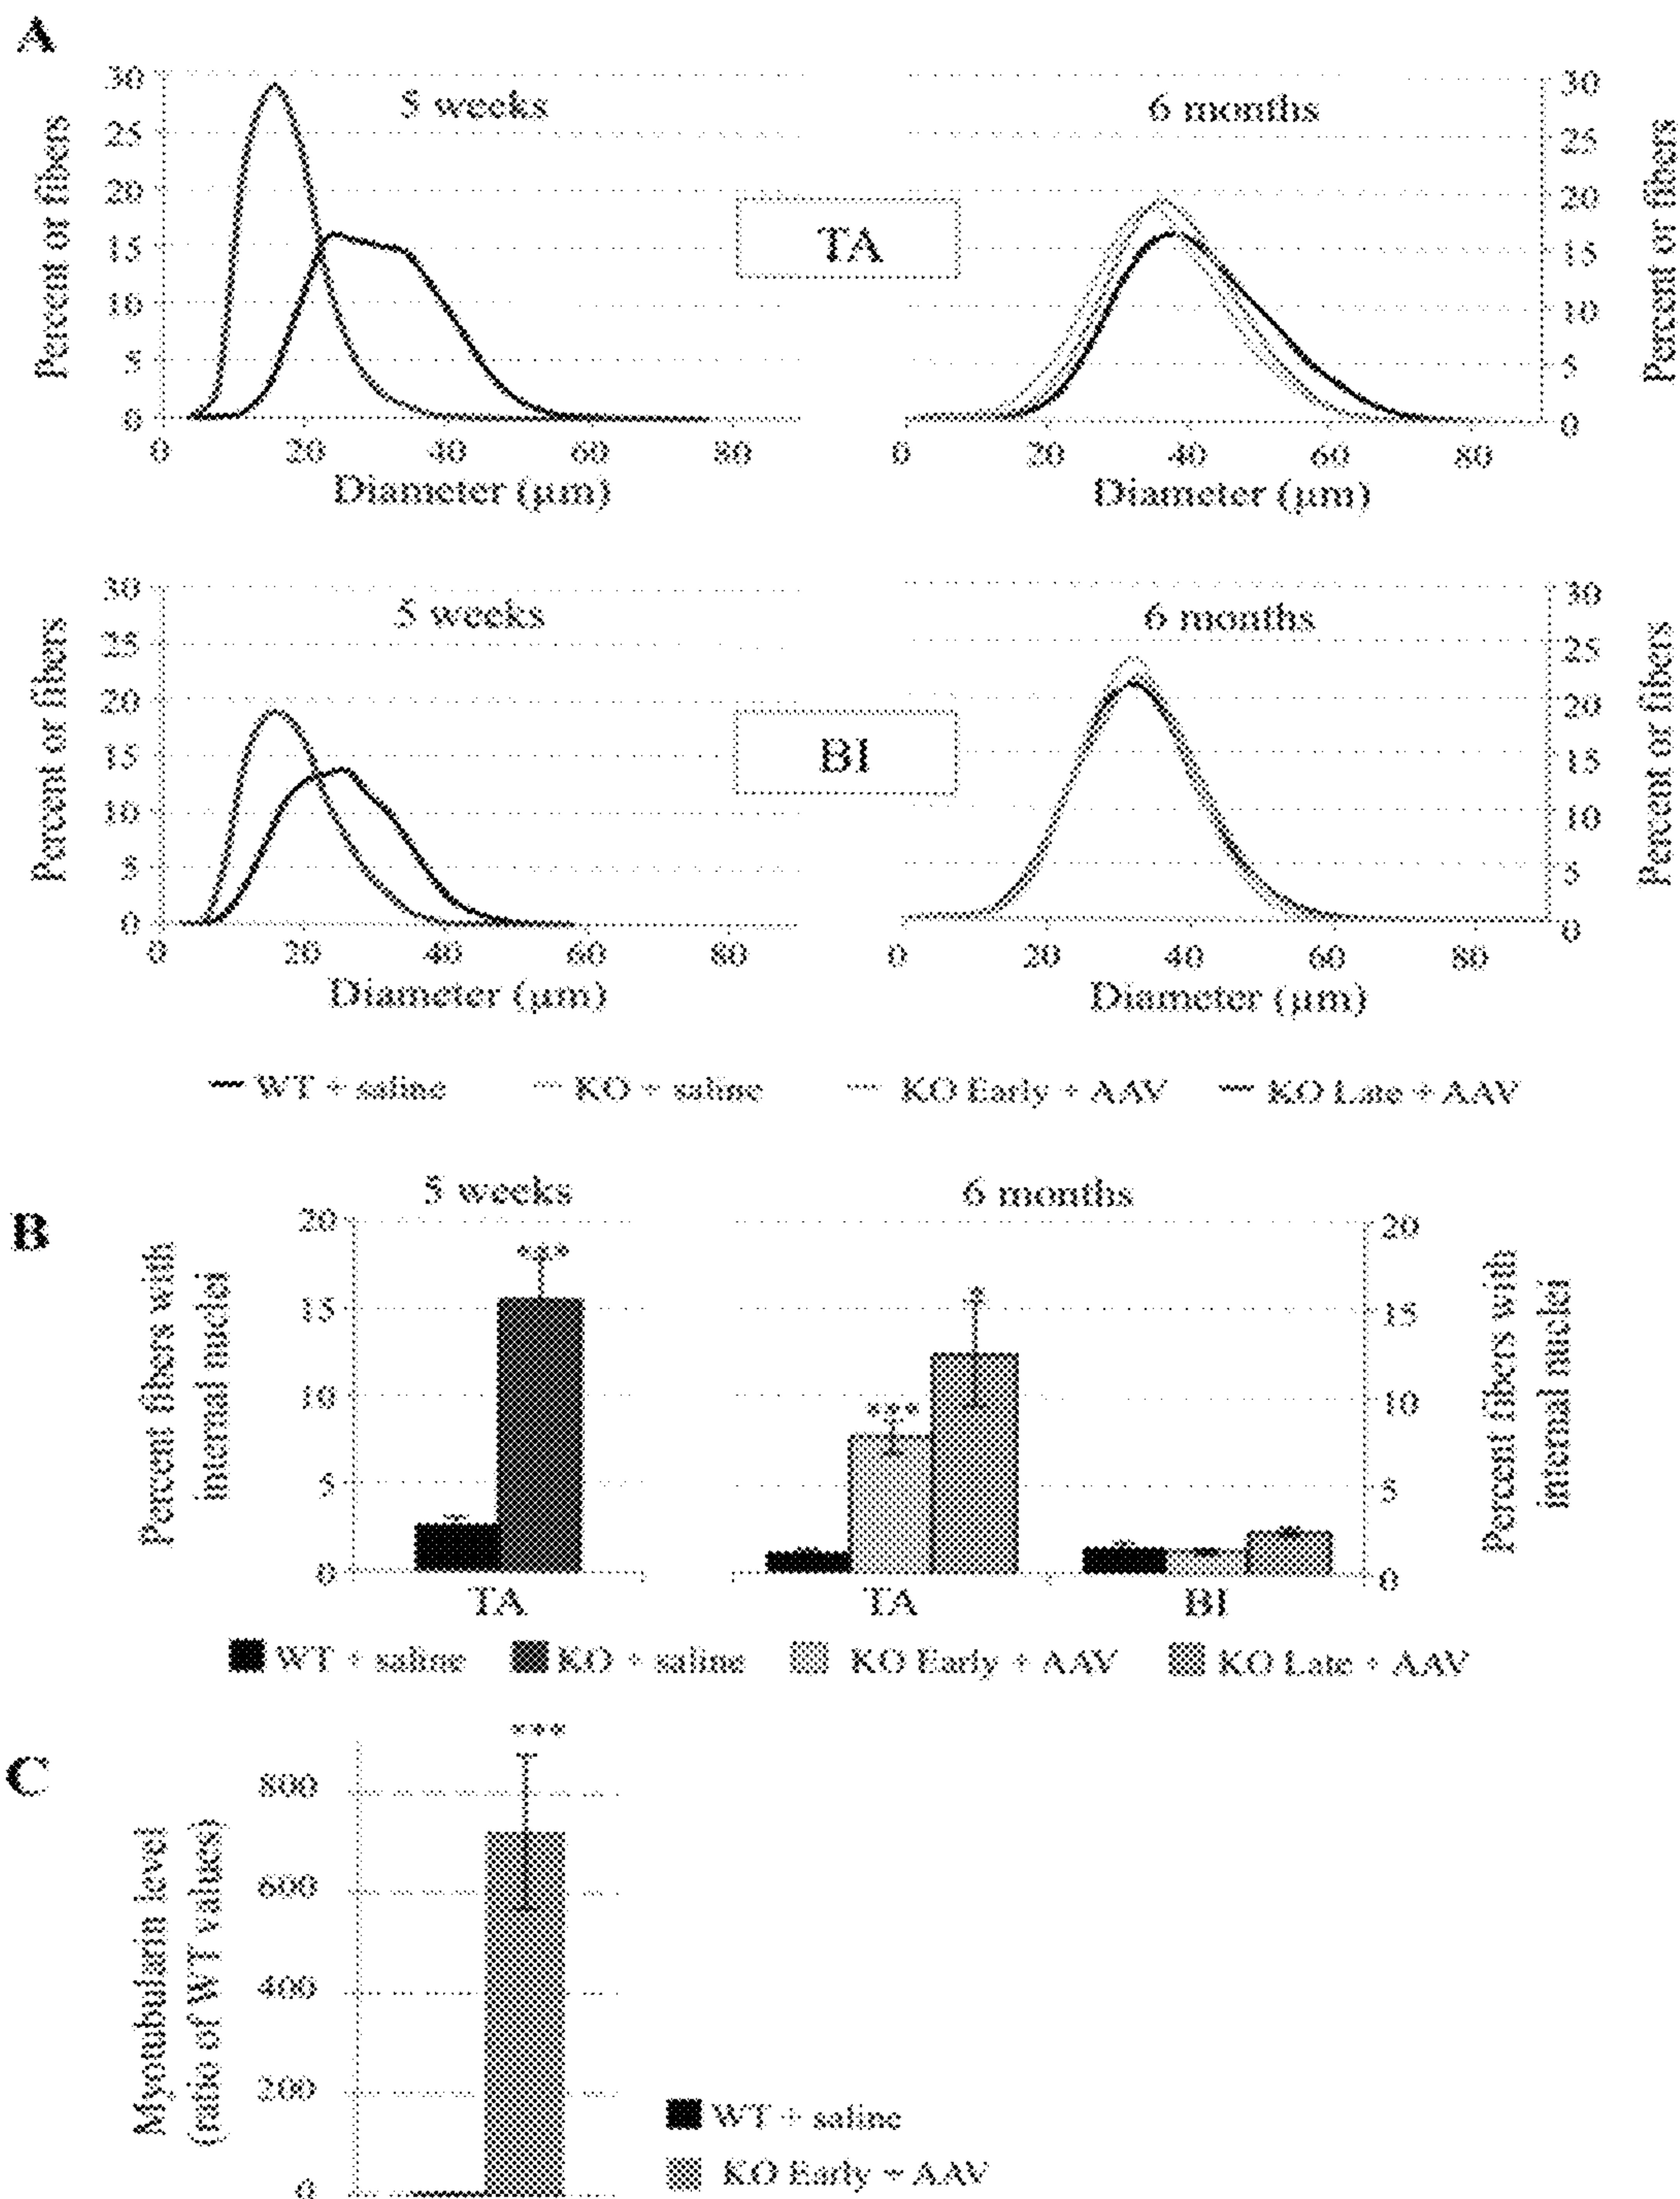 A
5 weeks
6 months
Percent or fibers
30
25
20
15
10
5
0
TA
30
25
20
15
10
5
0
Percent or fibers
0 20 40 60 80
Diameter (μm)
0 20 40 60 80
Diameter (μm)
5 weeks
6 months
Percent or fibers
30
25
20
15
10
5
0
BI
30
25
20
15
10
5
0
Percent or fibers
0 20 40 60 80
Diameter (μm)
0 20 40 60 80
Diameter (μm)
WT + saline KO + saline KO Early + AAV KO Late + AAV
B
5 weeks
6 months
Percent fibers with
internal nuclei
20
15
10
5
0
***
***
*
20
15
10
5
0
Percent fibers with
internal nuclei
TA TA BI
WT + saline KO + saline KO Early + AAV KO Late + AAV
C
***
Myotubularin level
(ratio of WT values)
800
600
400
200
0
WT + saline
KO Early + AAV